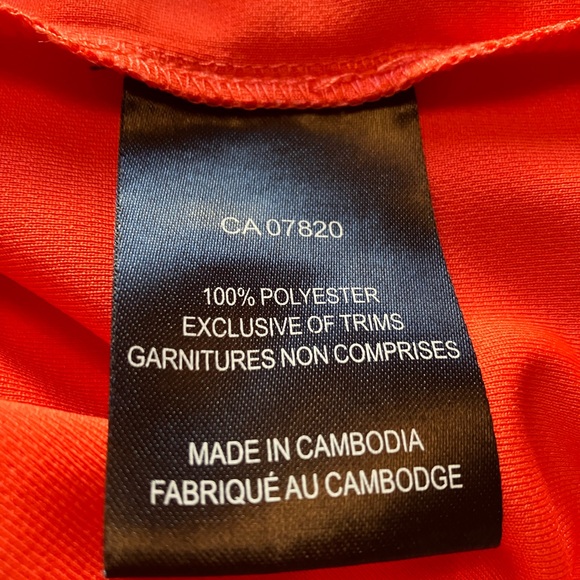 CA 07820
100% POLYESTER
EXCLUSIVE OF TRIMS
GARNITURES NON COMPRISES
MADE IN CAMBODIA
FABRIQUÉ AU CAMBODGE